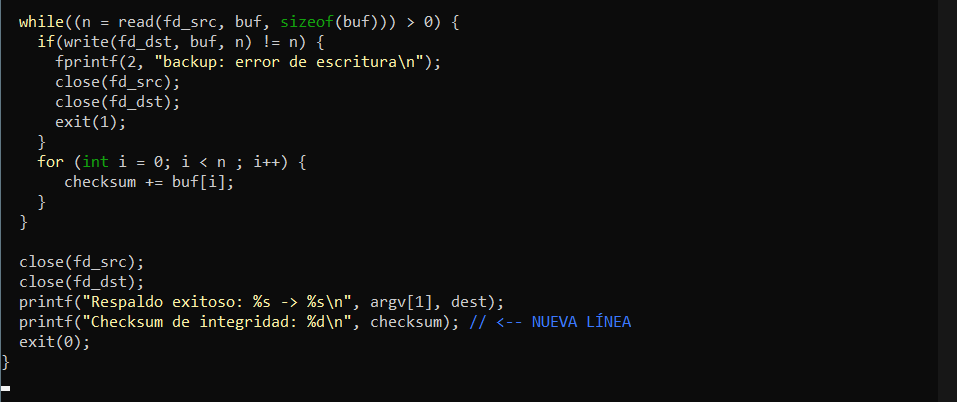 while((n = read(fd_src, buf, sizeof(buf))) > 0) {
if(write(fd_dst, buf, n) != n) {
fprintf(2, "backup: error de escritura\n");
close(fd_src);
close(fd_dst);
exit(1);
}
for (int i = 0; i < n ; i++) {
checksum += buf[i];
}
}
close(fd_src);
close(fd_dst);
printf("Respaldo exitoso: %s -> %s\n", argv[1], dest);
printf("Checksum de integridad: %d\n", checksum); // <-- NUEVA LÍNEA
exit(0);
}